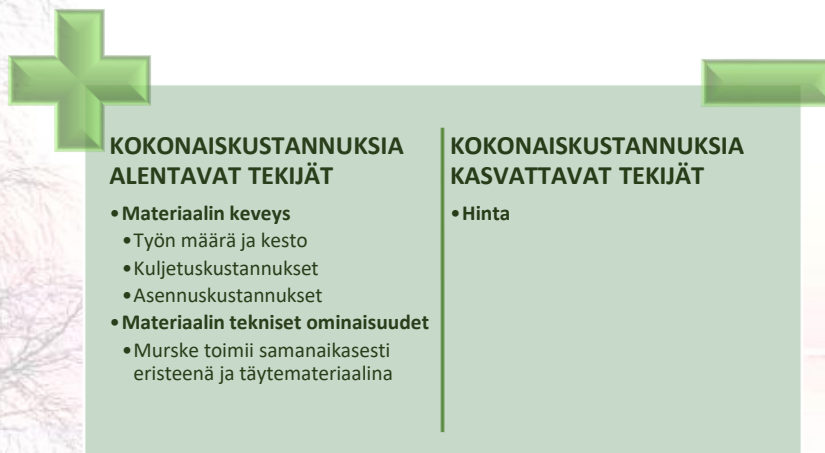 KOKONAISKUSTANNUKSIA
ALENTAVAT TEKIJÄT
•Materiaalin keveys
•Työn määrä ja kesto
•Kuljetuskustannukset
•Asennuskustannukset
•Materiaalin tekniset ominaisuudet
•Murske toimii samanaikasesti
eristeenä ja täytemateriaalina
KOKONAISKUSTANNUKSIA
KASVATTAVAT TEKIJÄT
•Hinta